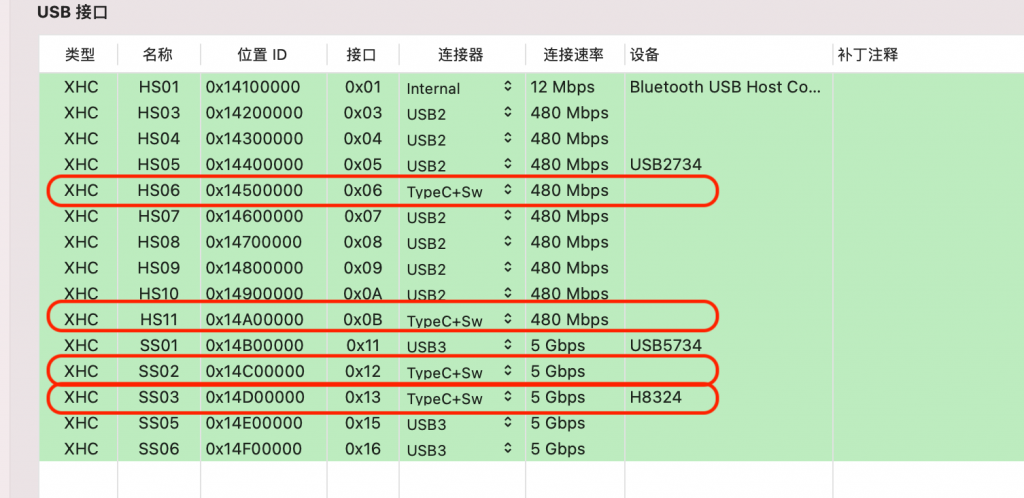 USB 接口
类型 名称 位置 ID 接口 连接器 连接速率 设备 补丁注释
XHC HS01 0x14100000 0x01 Internal 12 Mbps Bluetooth USB Host Co...
XHC HS03 0x14200000 0x03 USB2 480 Mbps
XHC HS04 0x14300000 0x04 USB2 480 Mbps
XHC HS05 0x14400000 0x05 USB2 480 Mbps USB2734
XHC HS06 0x14500000 0x06 TypeC+Sw 480 Mbps
XHC HS07 0x14600000 0x07 USB2 480 Mbps
XHC HS08 0x14700000 0x08 USB2 480 Mbps
XHC HS09 0x14800000 0x09 USB2 480 Mbps
XHC HS10 0x14900000 0x0A USB2 480 Mbps
XHC HS11 0x14A00000 0x0B TypeC+Sw 480 Mbps
XHC SS01 0x14B00000 0x11 USB3 5 Gbps USB5734
XHC SS02 0x14C00000 0x12 TypeC+Sw 5 Gbps
XHC SS03 0x14D00000 0x13 TypeC+Sw 5 Gbps H8324
XHC SS05 0x14E00000 0x15 USB3 5 Gbps
XHC SS06 0x14F00000 0x16 USB3 5 Gbps